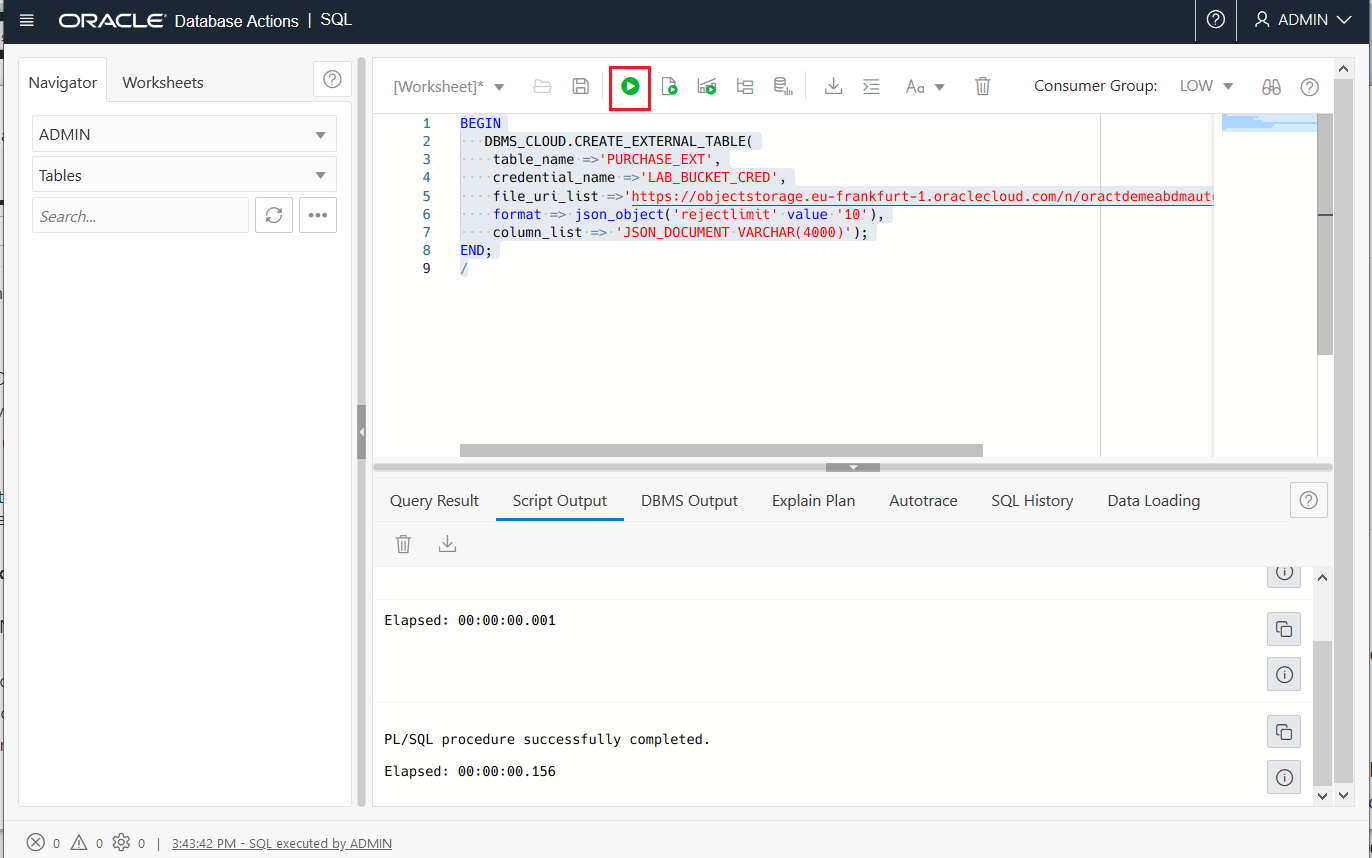 ORACLE Database Actions | SQL
ADMIN
Navigator
Worksheets
[Worksheet]*
Aa
Consumer Group:
LOW
ADMIN
Tables
Search...
1 BEGIN
2 DBMS_CLOUD.CREATE_EXTERNAL_TABLE(
3 table_name =>'PURCHASE_EXT',
4 credential_name =>'LAB_BUCKET_CRED',
5 file_uri_list =>'https://objectstorage.eu-frankfurt-1.oraclecloud.com/n/oractdemeabdmaut
6 format => json_object('rejectlimit' value '10'),
7 column_list => 'JSON_DOCUMENT VARCHAR(4000)');
8 END;
9 /
Query Result
Script Output
DBMS Output
Explain Plan
Autotrace
SQL History
Data Loading
Elapsed: 00:00:00.001
PL/SQL procedure successfully completed.
Elapsed: 00:00:00.156
0 0 0 | 3:43:42 PM - SQL executed by ADMIN